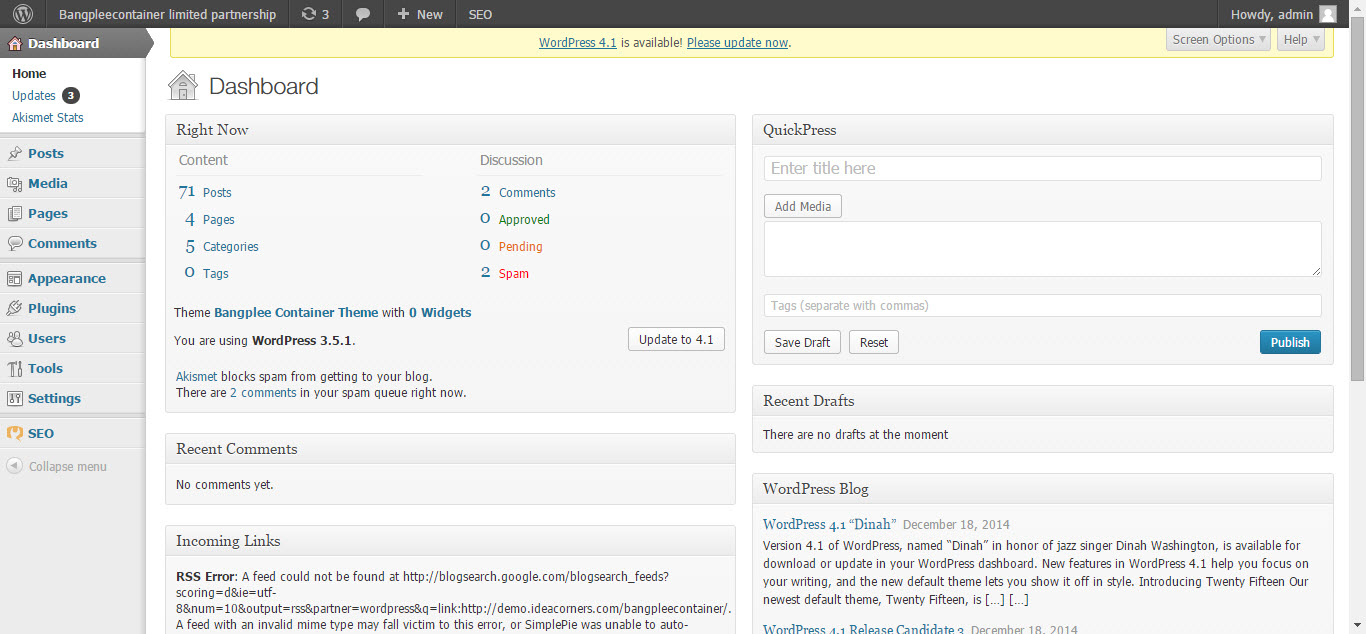 Bangpleecontainer limited partnership 3 New SEO Howdy, admin
WordPress 4.1 is available! Please update now.
Screen Options Help
Dashboard
Home
Updates 3
Akismet Stats
Posts
Media
Pages
Comments
Appearance
Plugins
Users
Tools
Settings
SEO
Collapse menu
Dashboard
Right Now
Content
71 Posts
4 Pages
5 Categories
0 Tags
Discussion
2 Comments
0 Approved
0 Pending
2 Spam
Theme Bangplee Container Theme with 0 Widgets
You are using WordPress 3.5.1.
Update to 4.1
Akismet blocks spam from getting to your blog.
There are 2 comments in your spam queue right now.
Recent Comments
No comments yet.
Incoming Links
RSS Error: A feed could not be found at http://blogsearch.google.com/blogsearch_feeds?
scoring=d&ie=utf-
8&num=10&output=rss&partner=wordpress&q=link:http://demo.ideacorners.com/bangpleecontainer/.
A feed with an invalid mime type may fall victim to this error, or SimplePie was unable to auto-
QuickPress
Enter title here
Add Media
Tags (separate with commas)
Save Draft Reset Publish
Recent Drafts
There are no drafts at the moment
WordPress Blog
WordPress 4.1 “Dinah” December 18, 2014
Version 4.1 of WordPress, named “Dinah” in honor of jazz singer Dinah Washington, is available for
download or update in your WordPress dashboard. New features in WordPress 4.1 help you focus on
your writing, and the new default theme lets you show it off in style. Introducing Twenty Fifteen Our
newest default theme, Twenty Fifteen, is […] […]
WordPress 4.1 Release Candidate 3 December 18, 2014